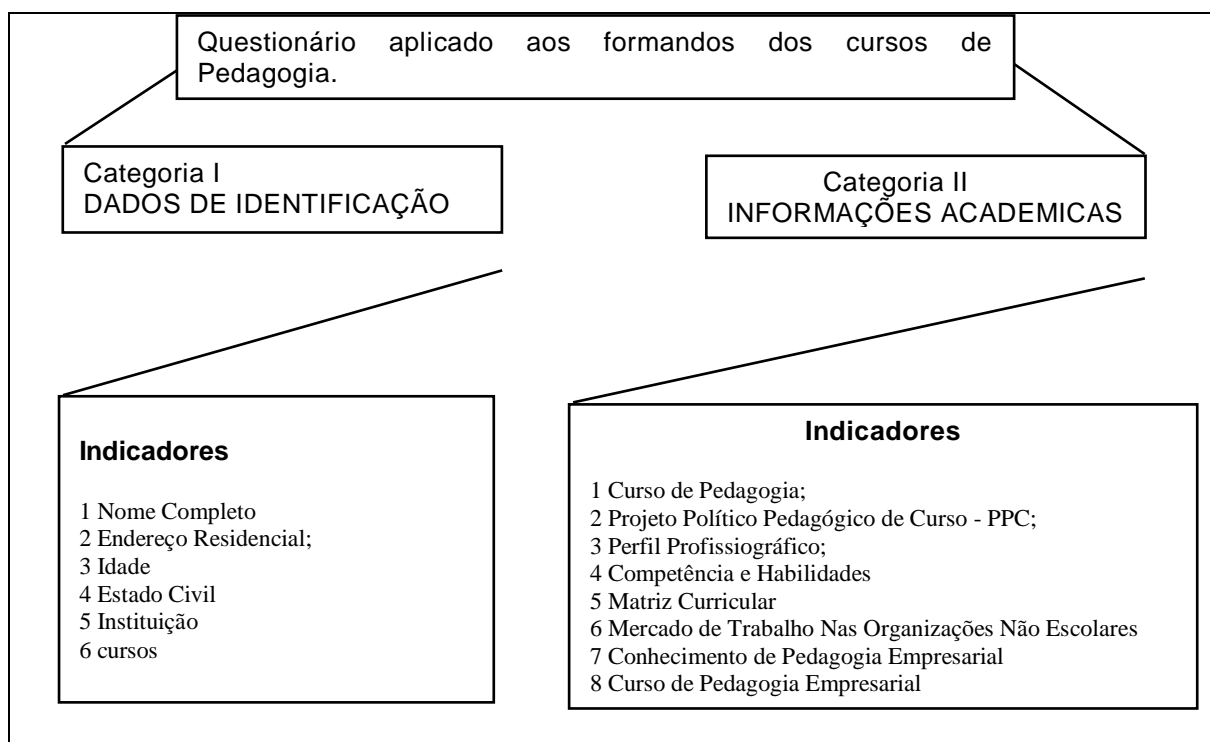 Questionário aplicado aos formandos dos cursos de
Pedagogia.
Categoria I
DADOS DE IDENTIFICAÇÃO
Categoria II
INFORMAÇÕES ACADEMICAS
Indicadores
1 Nome Completo
2 Endereço Residencial;
3 Idade
4 Estado Civil
5 Instituição
6 cursos
Indicadores
1 Curso de Pedagogia;
2 Projeto Político Pedagógico de Curso - PPC;
3 Perfil Profissiográfico;
4 Competência e Habilidades
5 Matriz Curricular
6 Mercado de Trabalho Nas Organizações Não Escolares
7 Conhecimento de Pedagogia Empresarial
8 Curso de Pedagogia Empresarial